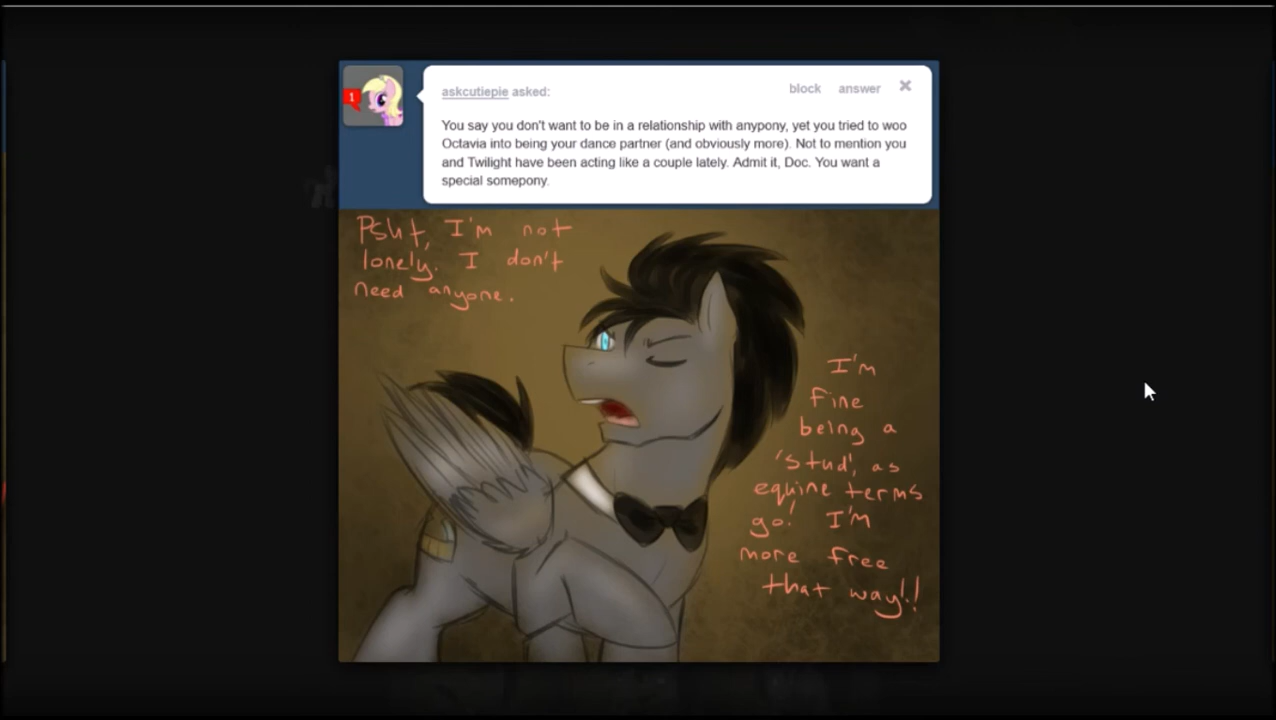 askcutiepie asked:
block answer ×
1
You say you don't want to be in a relationship with anypony, yet you tried to woo
Octavia into being your dance partner (and obviously more). Not to mention you
and Twilight have been acting like a couple lately. Admit it, Doc. You want a
special somepony.
Pshht, I'm not
lonely. I don't
need anyone.
I'm
fine
being a
'stud', as
equine terms
go! I'm
more free
that way!!